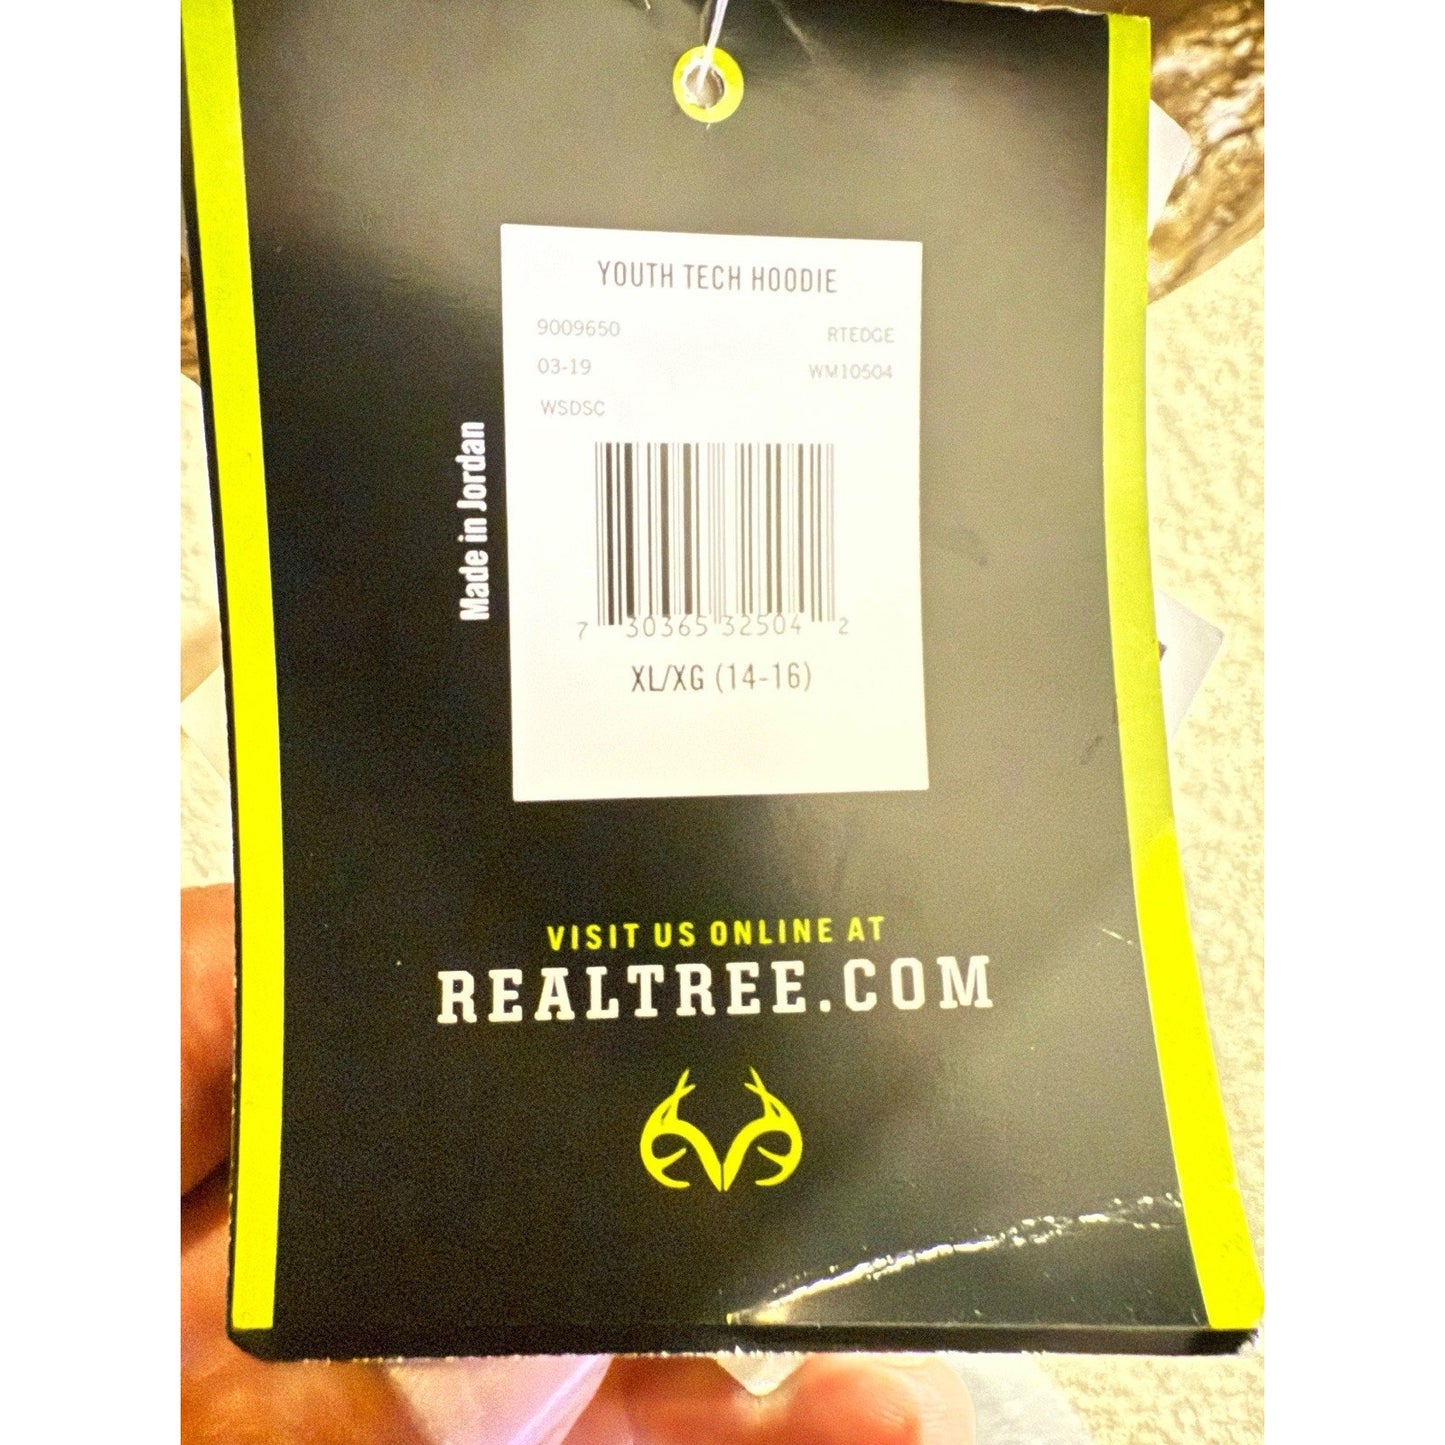 YOUTH TECH HOODIE
9009650 RTEDGE
03-19 WM10504
WSDSC
Made in Jordan
7 30365 32504 2
XL/XG (14-16)
VISIT US ONLINE AT
REALTREE.COM